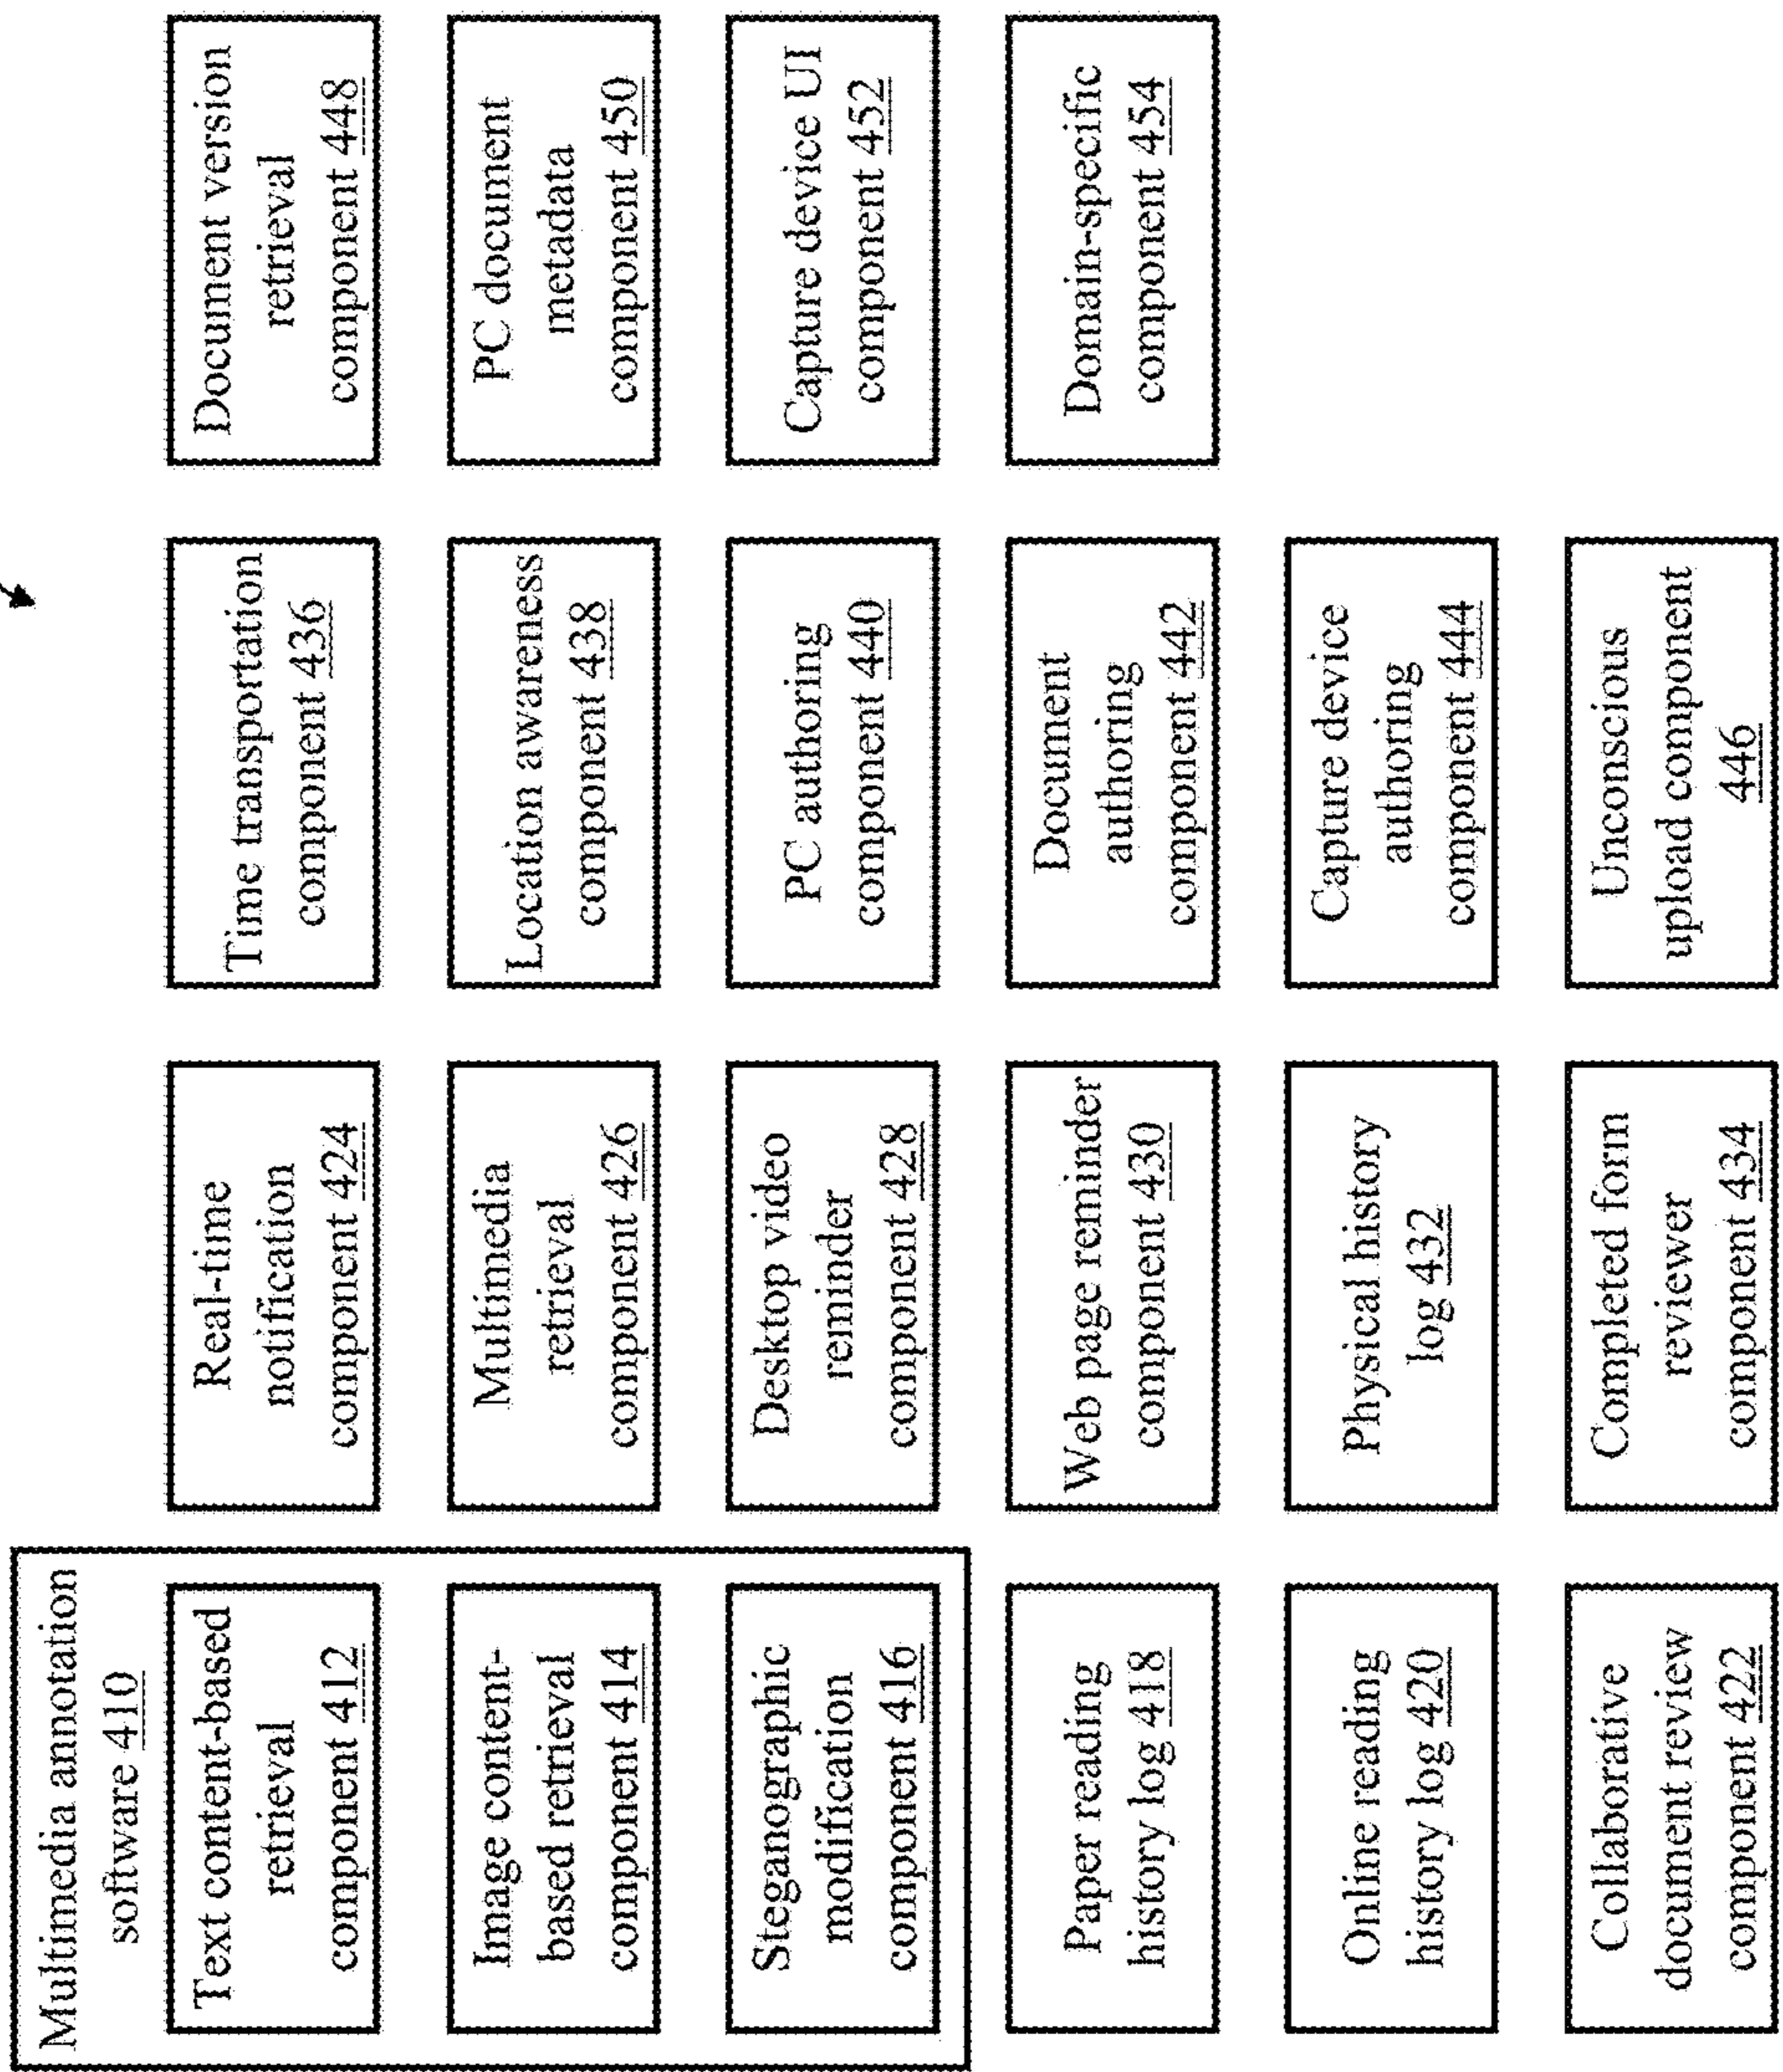 Multimedia annotation
software 410
Text content-based
retrieval
component 412
Image content-
based retrieval
component 414
Steganographic
modification
component 416
Paper reading
history log 418
Online reading
history log 420
Collaborative
document review
component 422
Real-time
notification
component 424
Multimedia
retrieval
component 426
Desktop video
reminder
component 428
Web page reminder
component 430
Physical history
log 432
Completed form
reviewer
component 434
Time transportation
component 436
Location awareness
component 438
PC authoring
component 440
Document
authoring
component 442
Capture device
authoring
component 444
Unconscious
upload component
446
Document version
retrieval
component 448
PC document
metadata
component 450
Capture device UI
component 452
Domain-specific
component 454